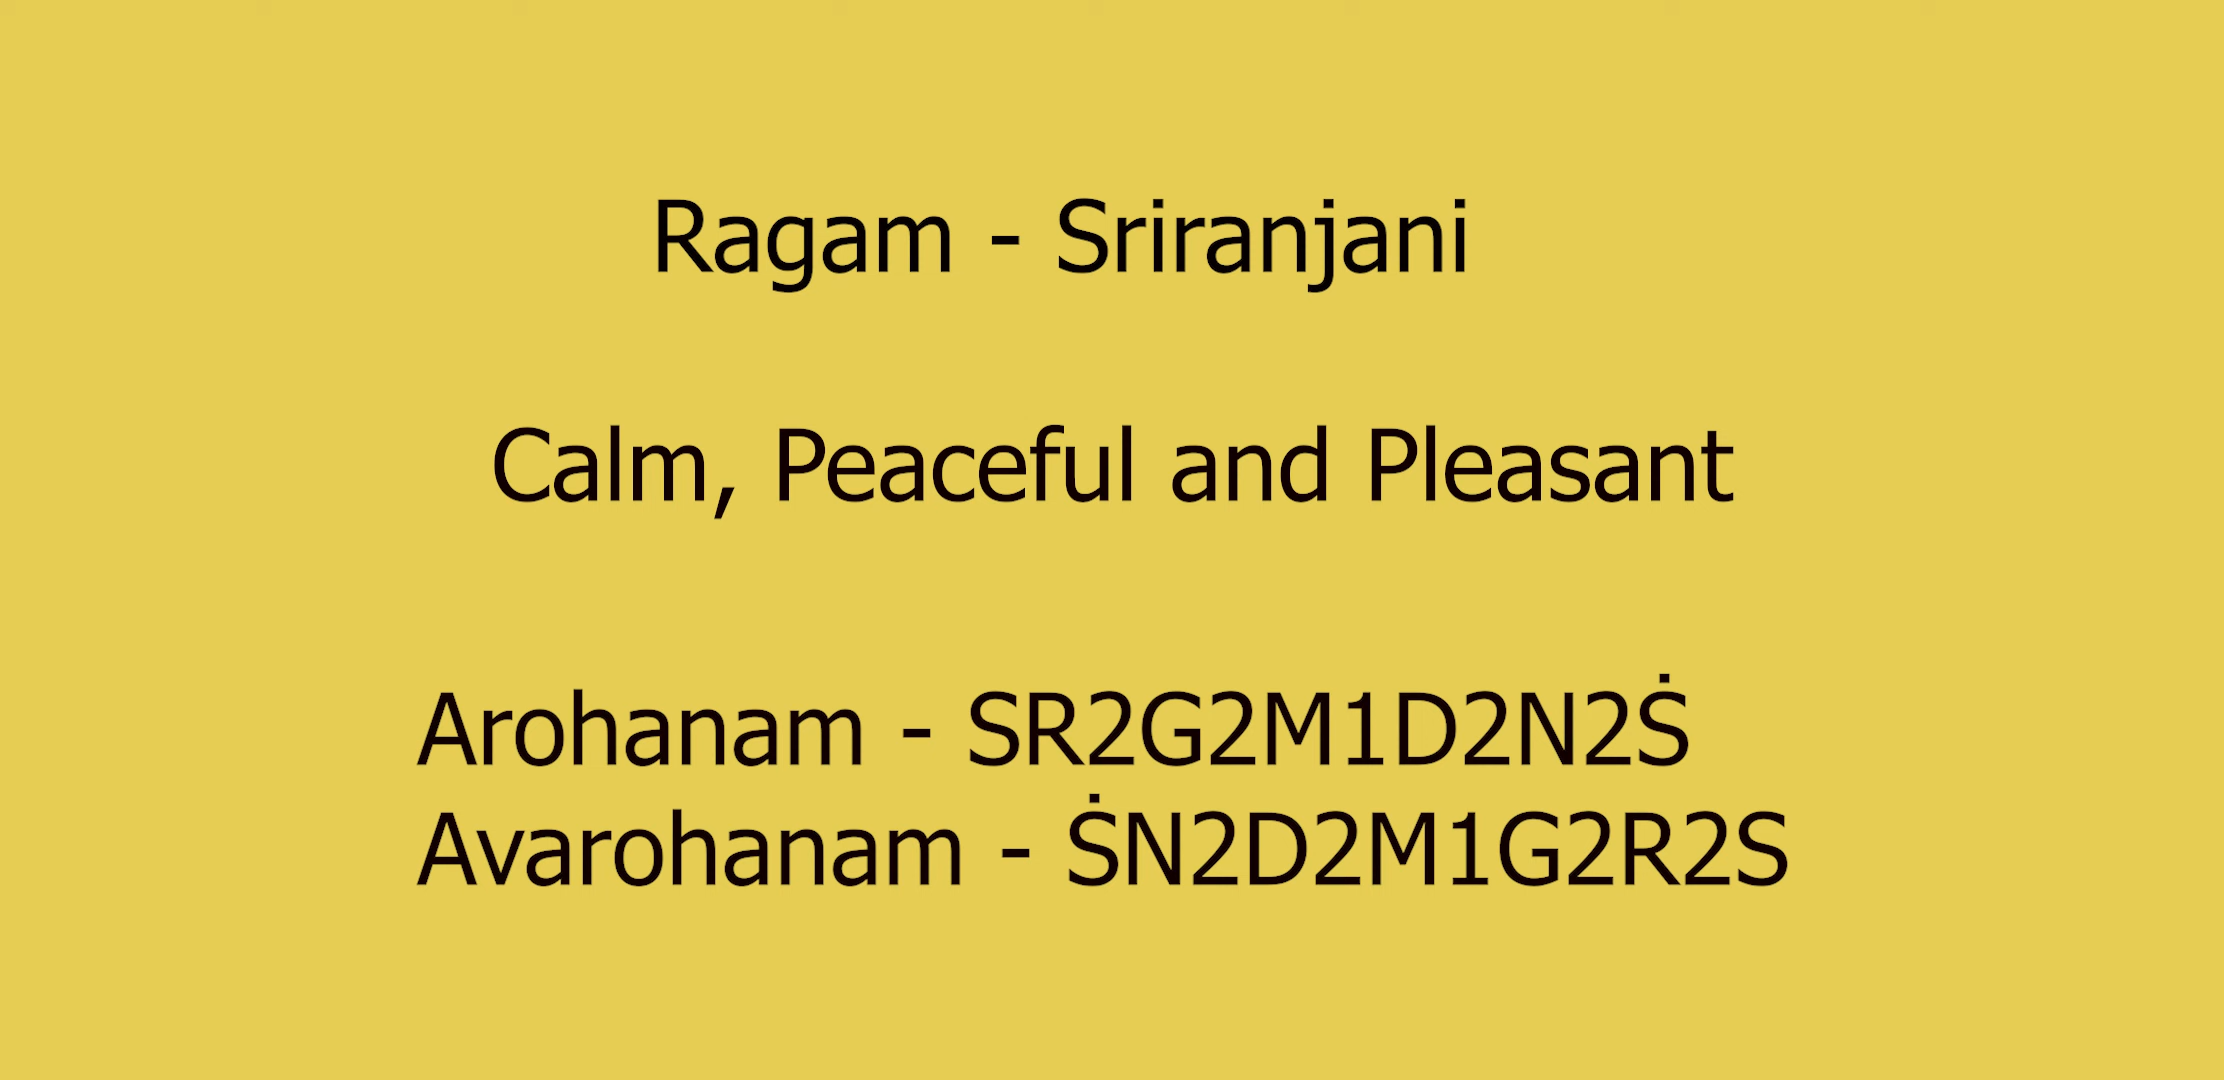 Ragam - Sriranjani
Calm, Peaceful and Pleasant
Arohanam - SR2G2M1D2N2Ṡ
Avarohanam - ṠN2D2M1G2R2S